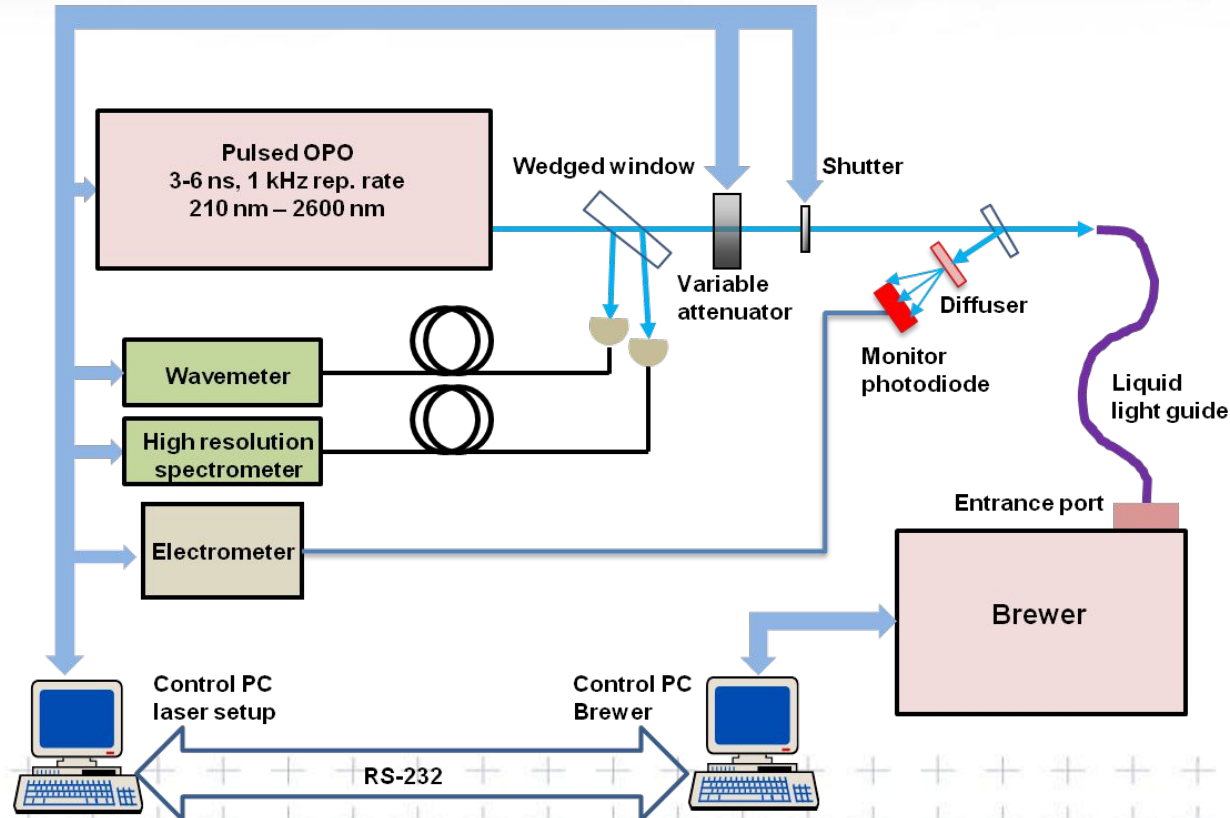 Pulsed OPO
3-6 ns, 1 kHz rep. rate
210 nm – 2600 nm
Wedged window
Shutter
Variable
attenuator
Diffuser
Monitor
photodiode
Liquid
light guide
Wavemeter
High resolution
spectrometer
Electrometer
Entrance port
Brewer
Control PC
laser setup
Control PC
Brewer
RS-232